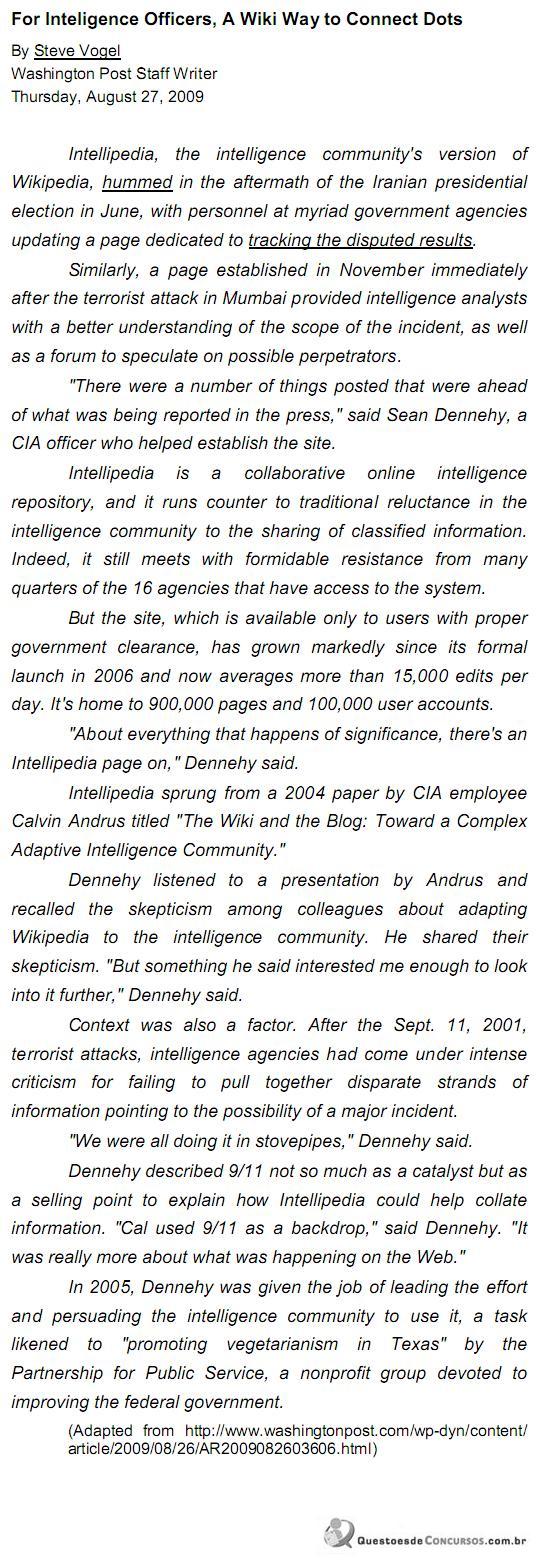 For Inteligence Officers, A Wiki Way to Connect Dots
By Steve Vogel
Washington Post Staff Writer
Thursday, August 27, 2009
Intellipedia, the intelligence community's version of
Wikipedia, hummed in the aftermath of the Iranian presidential
election in June, with personnel at myriad government agencies
updating a page dedicated to tracking the disputed results.
Similarly, a page established in November immediately
after the terrorist attack in Mumbai provided intelligence analysts
with a better understanding of the scope of the incident, as well
as a forum to speculate on possible perpetrators.
"There were a number of things posted that were ahead
of what was being reported in the press," said Sean Dennehy, a
CIA officer who helped establish the site.
Intellipedia is a collaborative online intelligence
repository, and it runs counter to traditional reluctance in the
intelligence community to the sharing of classified information.
Indeed, it still meets with formidable resistance from many
quarters of the 16 agencies that have access to the system.
But the site, which is available only to users with proper
government clearance, has grown markedly since its formal
launch in 2006 and now averages more than 15,000 edits per
day. It's home to 900,000 pages and 100,000 user accounts.
"About everything that happens of significance, there's an
Intellipedia page on," Dennehy said.
Intellipedia sprung from a 2004 paper by CIA employee
Calvin Andrus titled "The Wiki and the Blog: Toward a Complex
Adaptive Intelligence Community."
Dennehy listened to a presentation by Andrus and
recalled the skepticism among colleagues about adapting
Wikipedia to the intelligence community. He shared their
skepticism. "But something he said interested me enough to look
into it further," Dennehy said.
Context was also a factor. After the Sept. 11, 2001,
terrorist attacks, intelligence agencies had come under intense
criticism for failing to pull together disparate strands of
information pointing to the possibility of a major incident.
"We were all doing it in stovepipes," Dennehy said.
Dennehy described 9/11 not so much as a catalyst but as
a selling point to explain how Intellipedia could help collate
information. "Cal used 9/11 as a backdrop," said Dennehy. "It
was really more about what was happening on the Web."
In 2005, Dennehy was given the job of leading the effort
and persuading the intelligence community to use it, a task
likened to "promoting vegetarianism in Texas" by the
Partnership for Public Service, a nonprofit group devoted to
improving the federal government.
(Adapted from http://www.washingtonpost.com/wp-dyn/content/
article/2009/08/26/AR2009082603606.html)
QuestoesdeConcursos.com.br